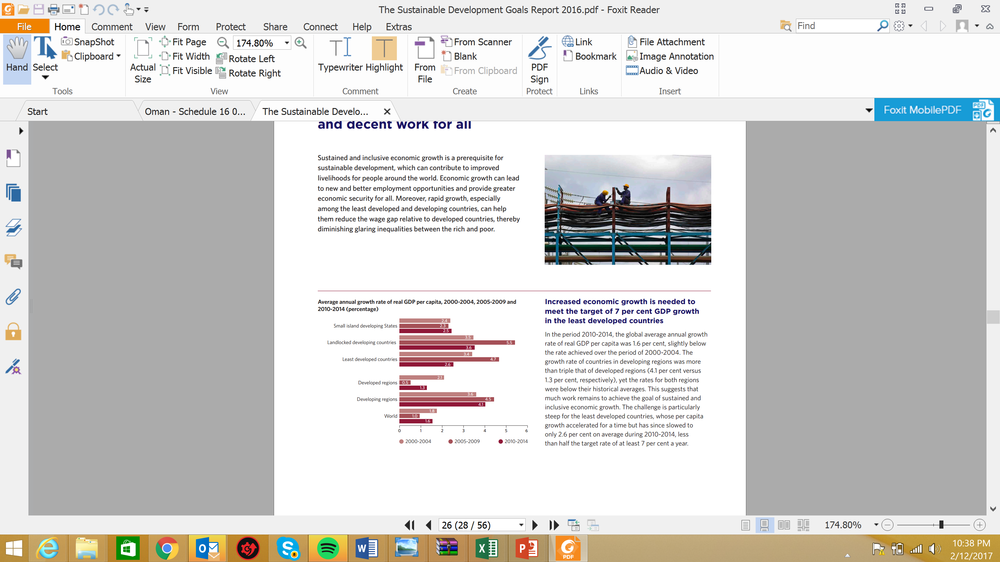 The Sustainable Development Goals Report 2016.pdf - Foxit Reader
File Home Comment View Form Protect Share Connect Help Extras Find
Hand
Select
SnapShot
Clipboard
Tools
Actual
Size
Fit Page
Fit Width
Fit Visible
174.80%
Rotate Left
Rotate Right
View
Typewriter
Highlight
Comment
From
File
From Scanner
Blank
From Clipboard
Create
PDF
Sign
Protect
Link
Bookmark
Links
File Attachment
Image Annotation
Audio & Video
Insert
Start
Oman - Schedule 16 0...
The Sustainable Develo...
Foxit MobilePDF
PDF
and decent work for all
Sustained and inclusive economic growth is a prerequisite for
sustainable development, which can contribute to improved
livelihoods for people around the world. Economic growth can lead
to new and better employment opportunities and provide greater
economic security for all. Moreover, rapid growth, especially
among the least developed and developing countries, can help
them reduce the wage gap relative to developed countries, thereby
diminishing glaring inequalities between the rich and poor.
Average annual growth rate of real GDP per capita, 2000-2004, 2005-2009 and
2010-2014 (percentage)
Small island developing States
2.4
2.3
2.5
Landlocked developing countries
3.5
5.5
3.6
Least developed countries
3.4
4.7
2.6
Developed regions
2.1
0.5
1.3
Developing regions
3.6
4.5
4.1
World
1.8
1.0
1.6
0 1 2 3 4 5 6
2000-2004 2005-2009 2010-2014
Increased economic growth is needed to
meet the target of 7 per cent GDP growth
in the least developed countries
In the period 2010-2014, the global average annual growth
rate of real GDP per capita was 1.6 per cent, slightly below
the rate achieved over the period of 2000-2004. The
growth rate of countries in developing regions was more
than triple that of developed regions (4.1 per cent versus
1.3 per cent, respectively), yet the rates for both regions
were below their historical averages. This suggests that
much work remains to achieve the goal of sustained and
inclusive economic growth. The challenge is particularly
steep for the least developed countries, whose per capita
growth accelerated for a time but has since slowed to
only 2.6 per cent on average during 2010-2014, less
than half the target rate of at least 7 per cent a year.
26 (28 / 56)
174.80%
8
PDF
10:38 PM
2/12/2017